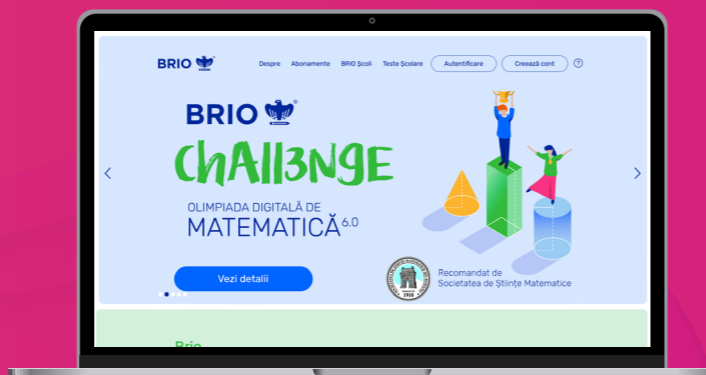 BRIO
Despre Abonamente BRIO Școli Teste Școlare Autentificare Creează cont ?
BRIO
ChAll3NgE
OLIMPIADA DIGITALĂ DE
MATEMATICĂ 6.0
Vezi detalii
Recomandat de
Societatea de Științe Matematice
1910
Brio